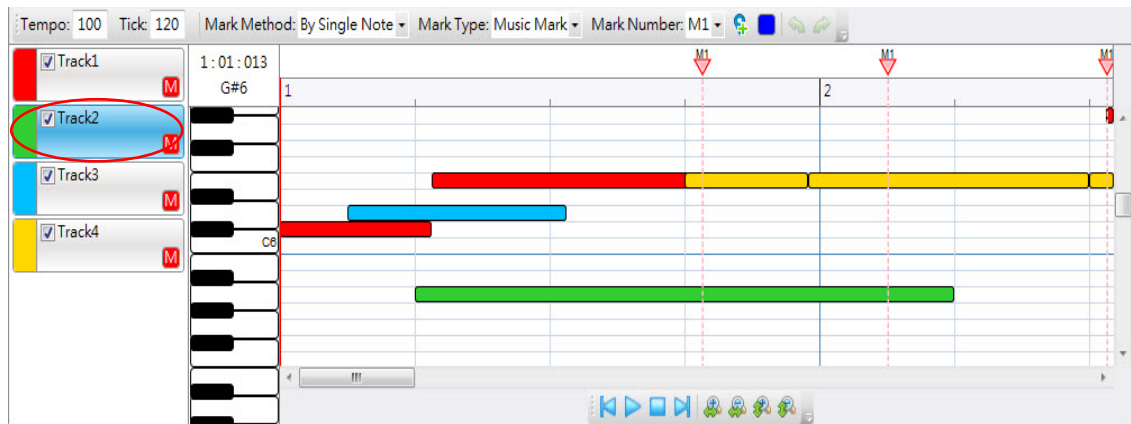 Tempo: 100 Tick: 120 Mark Method: By Single Note Mark Type: Music Mark Mark Number: M1
Track1
M
Track2
M
Track3
M
Track4
M
1 : 01 : 013
G#6
M1 M1 M1
1 2
C6